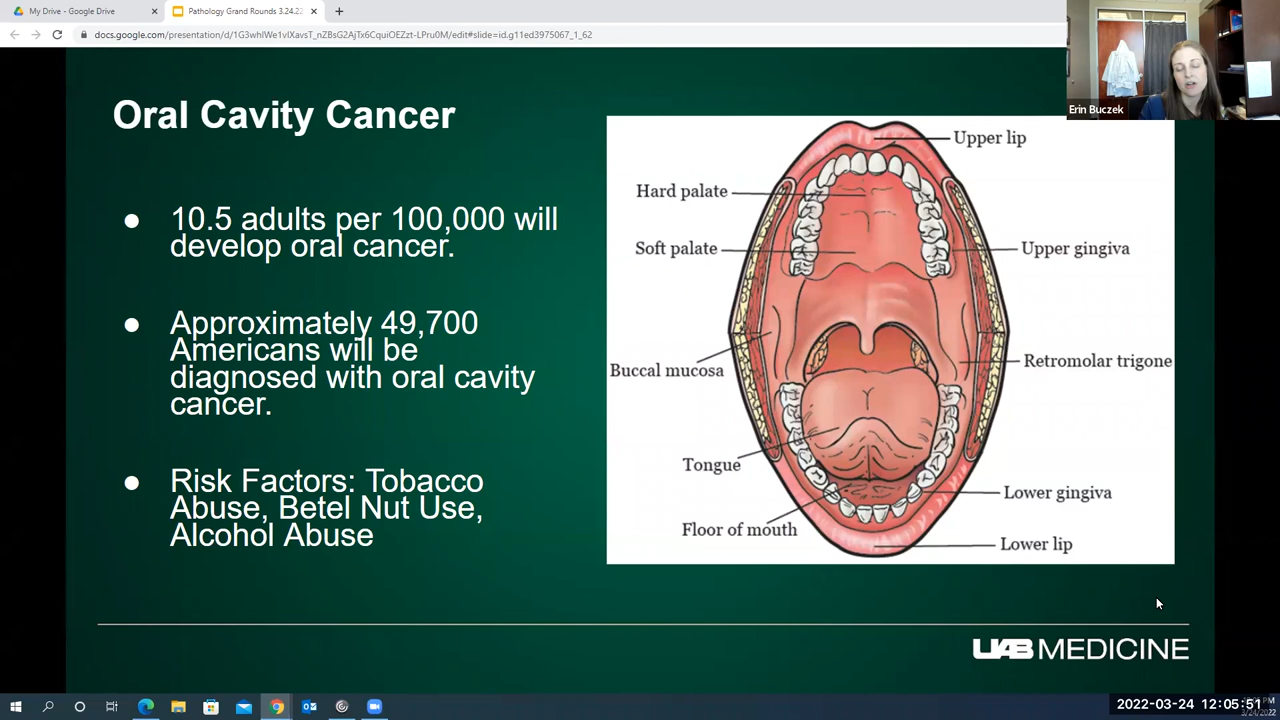 My Drive - Google Drive
Pathology Grand Rounds 3.24.22
docs.google.com/presentation/d/1G3whIWe1vIXavsT_nZBsG2AjTx6CquiOEZzt-LPru0M/edit#slide=id.g11ed3975067_1_62
Erin Buczek
Oral Cavity Cancer
● 10.5 adults per 100,000 will
develop oral cancer.
● Approximately 49,700
Americans will be
diagnosed with oral cavity
cancer.
● Risk Factors: Tobacco
Abuse, Betel Nut Use,
Alcohol Abuse
Upper lip
Hard palate
Soft palate
Upper gingiva
Buccal mucosa
Retromolar trigone
Tongue
Lower gingiva
Floor of mouth
Lower lip
UAB MEDICINE
2022-03-24 12:05:51